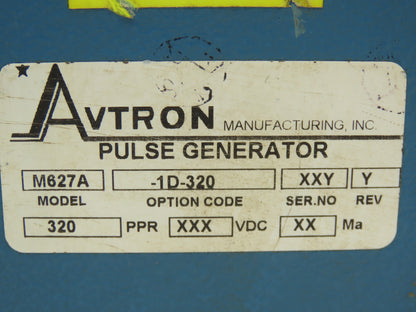 AVTRON MANUFACTURING, INC.
PULSE GENERATOR
M627A -1D-320 XXY Y
MODEL OPTION CODE SER.NO REV
320 PPR XXX VDC XX Ma